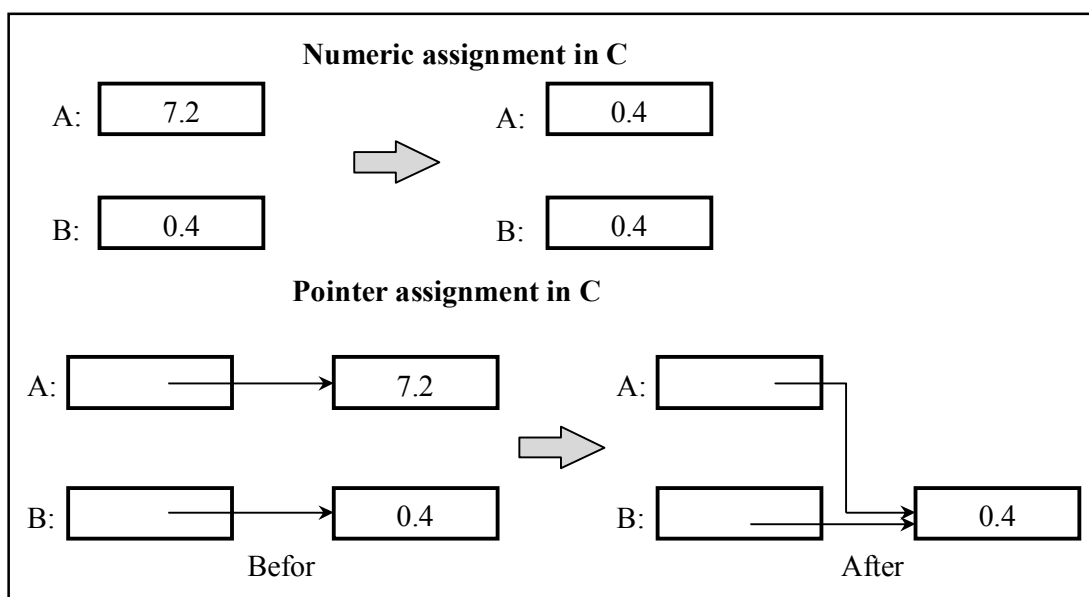 Numeric assignment in C
A: 7.2 A: 0.4
B: 0.4 B: 0.4
Pointer assignment in C
A: 7.2 A:
B: 0.4 B: 0.4
Befor After